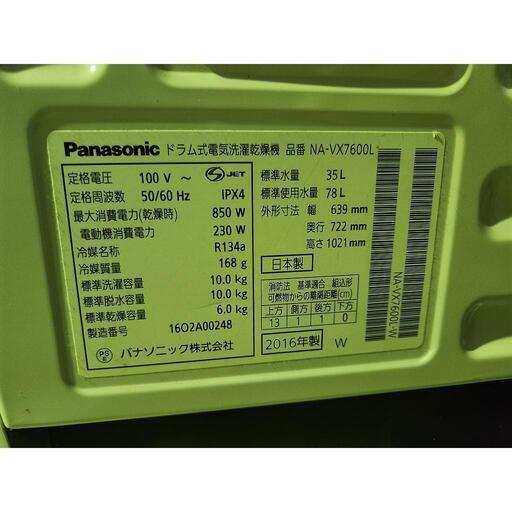 Panasonic ドラム式電気洗濯乾燥機 品番 NA-VX7600L
定格電圧 100 V ～
S JET
定格周波数 50/60 Hz IPX4
最大消費電力(乾燥時) 850 W
電動機消費電力 230 W
冷媒名称 R134a
冷媒質量 168 g
標準洗濯容量 10.0 kg
標準脱水容量 10.0 kg
標準乾燥容量 6.0 kg
製造番号 16O2A00248
PS E パナソニック株式会社
標準水量 35 L
標準使用水量 78 L
外形寸法 幅 639 mm
奥行 722 mm
高さ 1021 mm
日本製
消防法 基準適合 組込形
可燃物からの離隔距離(cm)
上方 側方 後方 下方
13 1 1 0
2016年製 W
NA-VX7600L-W